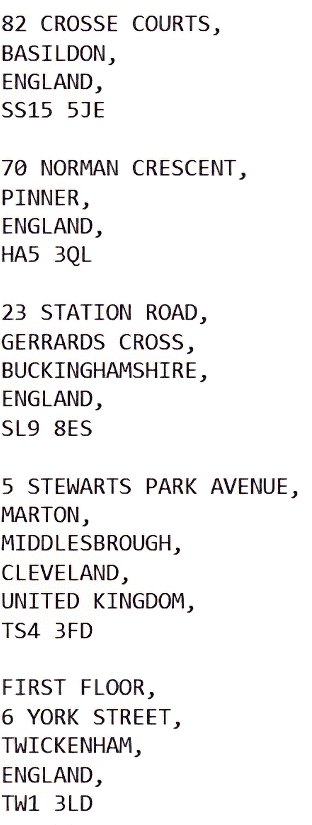 82 CROSSE COURTS,
BASILDON,
ENGLAND,
SS15 5JE
70 NORMAN CRESCENT,
PINNER,
ENGLAND,
HA5 3QL
23 STATION ROAD,
GERRARDS CROSS,
BUCKINGHAMSHIRE,
ENGLAND,
SL9 8ES
5 STEWARTS PARK AVENUE,
MARTON,
MIDDLESBROUGH,
CLEVELAND,
UNITED KINGDOM,
TS4 3FD
FIRST FLOOR,
6 YORK STREET,
TWICKENHAM,
ENGLAND,
TW1 3LD